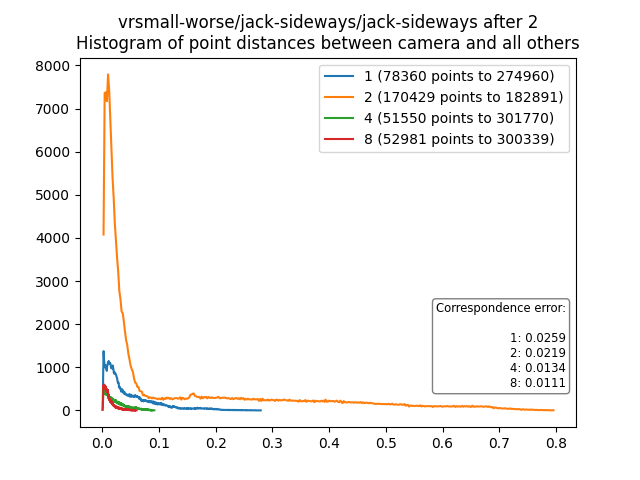 vrsmall-worse/jack-sideways/jack-sideways after 2
Histogram of point distances between camera and all others
8000
7000
6000
5000
4000
3000
2000
1000
0
1 (78360 points to 274960)
2 (170429 points to 182891)
4 (51550 points to 301770)
8 (52981 points to 300339)
Correspondence error:
1: 0.0259
2: 0.0219
4: 0.0134
8: 0.0111
0.0 0.1 0.2 0.3 0.4 0.5 0.6 0.7 0.8